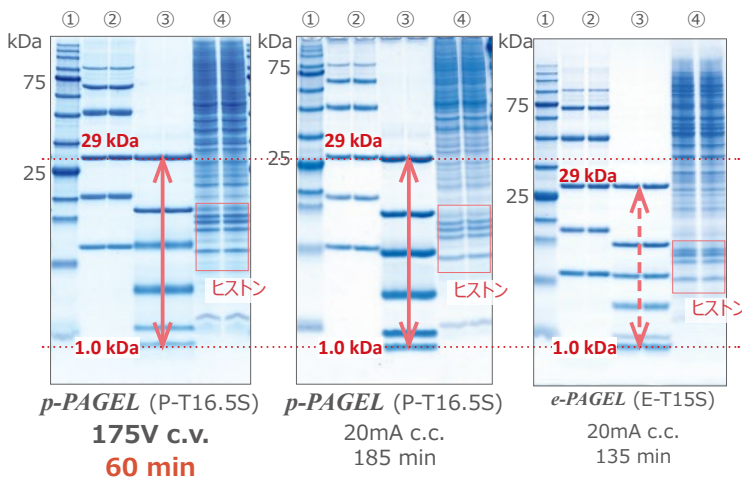 ① ② ③ ④
kDa
75
29 kDa
25
ヒストン
1.0 kDa
p-PAGEL (P-T16.5S)
175V c.v.
60 min
① ② ③ ④
kDa
75
29 kDa
25
ヒストン
1.0 kDa
p-PAGEL (P-T16.5S)
20mA c.c.
185 min
① ② ③ ④
kDa
75
29 kDa
25
ヒストン
1.0 kDa
e-PAGEL (E-T15S)
20mA c.c.
135 min